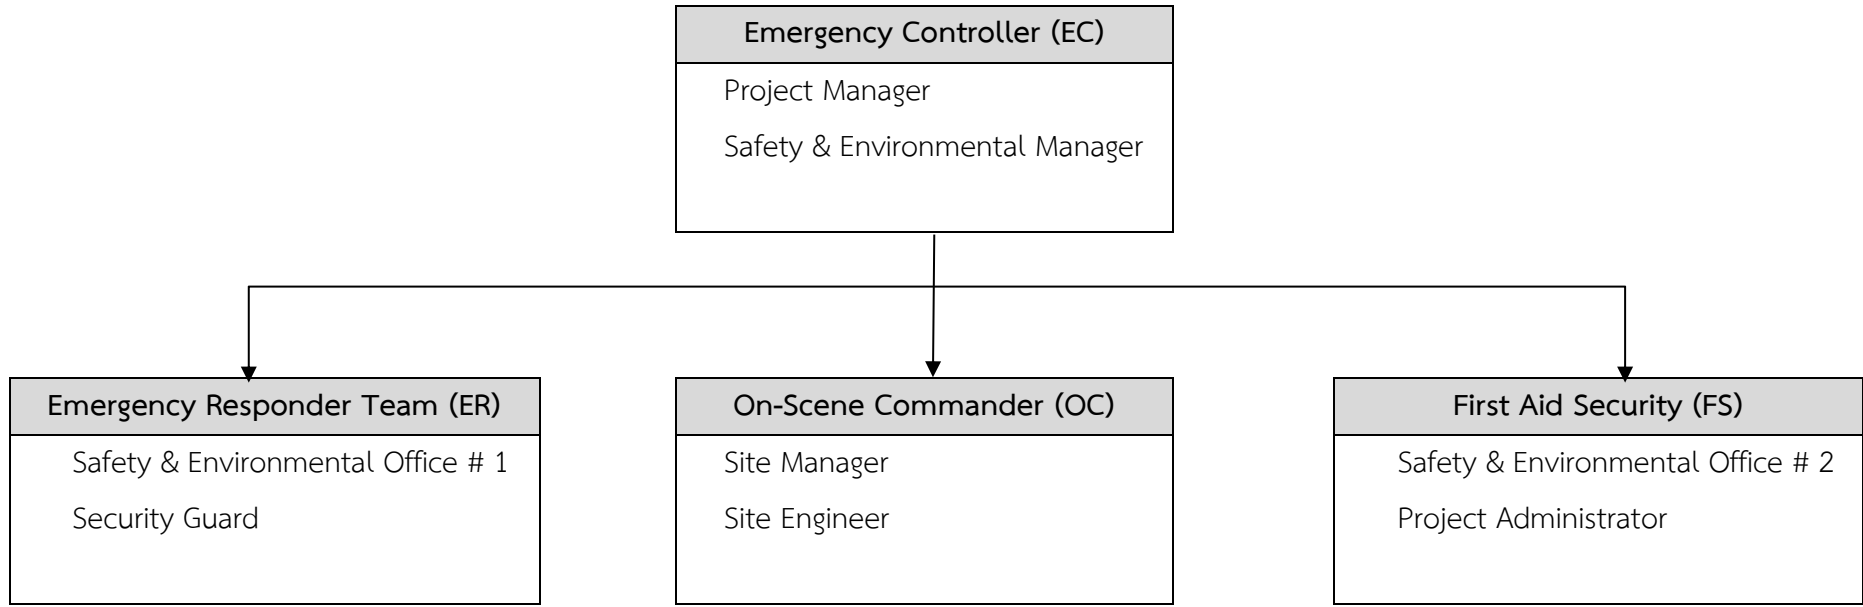 Emergency Controller (EC)
Project Manager
Safety & Environmental Manager
Emergency Responder Team (ER)
Safety & Environmental Office # 1
Security Guard
On-Scene Commander (OC)
Site Manager
Site Engineer
First Aid Security (FS)
Safety & Environmental Office # 2
Project Administrator